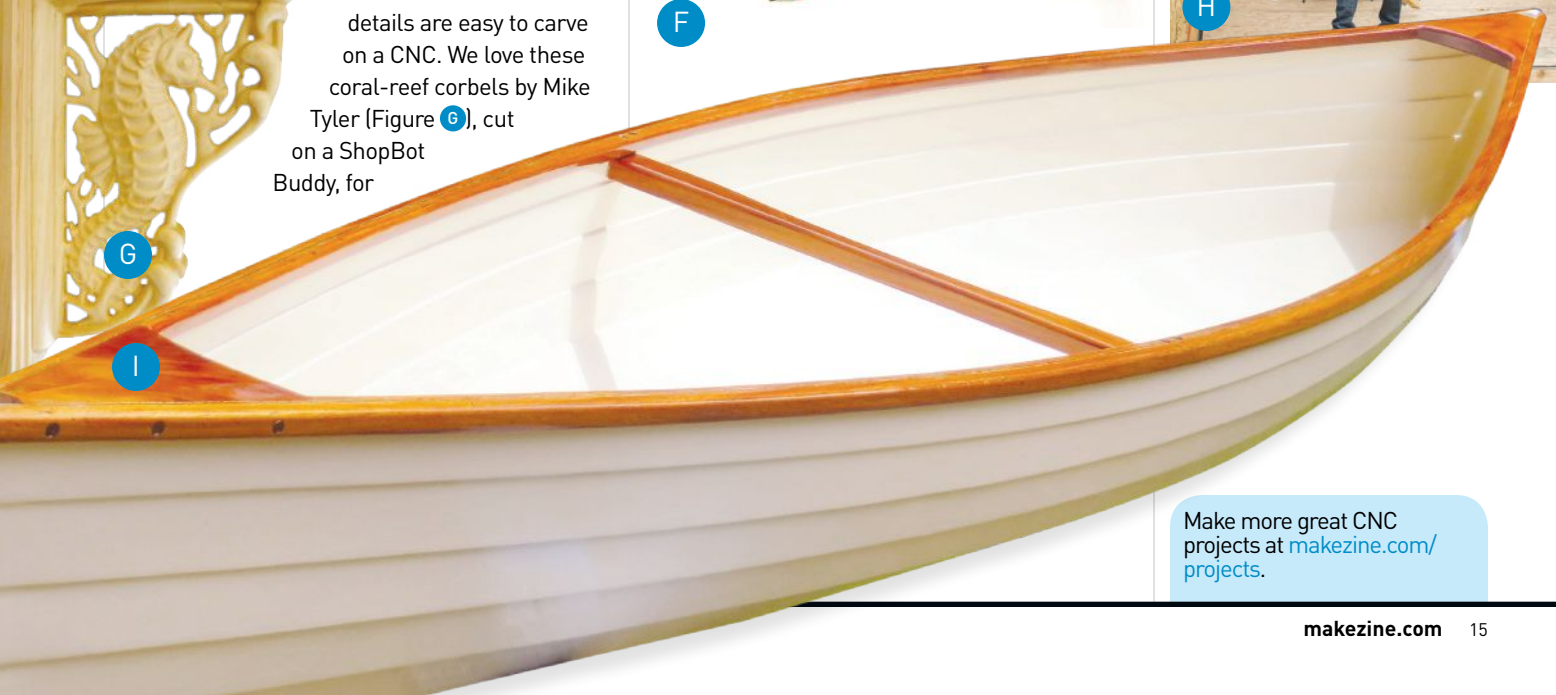 details are easy to carve
on a CNC. We love these
coral-reef corbels by Mike
Tyler (Figure G), cut
on a ShopBot
Buddy, for
F
H
G
I
Make more great CNC
projects at makezine.com/
projects.
makezine.com 15